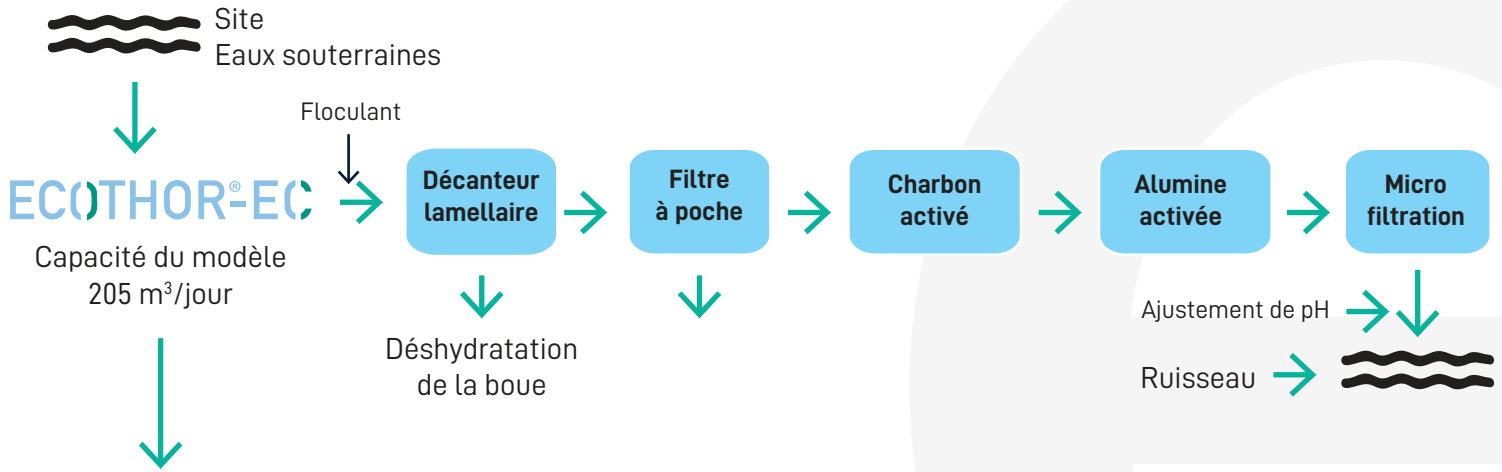 Site
Eaux souterraines
Floculant
ECOTHOR®-EC
Capacité du modèle
205 m³/jour
Décanteur
lamellaire
Filtre
à poche
Charbon
activé
Alumine
activée
Micro
filtration
Déshydratation
de la boue
Ajustement de pH
Ruisseau